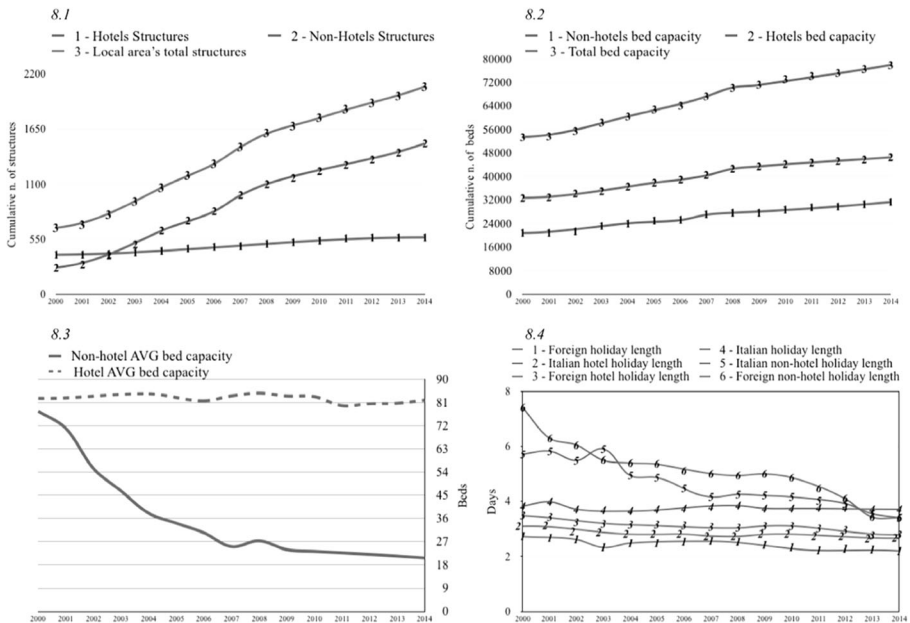 8.1
1 - Hotels Structures
2 - Non-Hotels Structures
3 - Local area's total structures
Cumulative n. of structures
2200
1650
1100
550
0
2000 2001 2002 2003 2004 2005 2006 2007 2008 2009 2010 2011 2012 2013 2014
8.2
1 - Non-hotels bed capacity
2 - Hotels bed capacity
3 - Total bed capacity
Cumulative n. of beds
80000
72000
64000
56000
48000
40000
32000
24000
16000
8000
0
2000 2001 2002 2003 2004 2005 2006 2007 2008 2009 2010 2011 2012 2013 2014
8.3
Non-hotel AVG bed capacity
Hotel AVG bed capacity
90
81
72
63
54
45
36
27
18
9
0
Beds
2000 2001 2002 2003 2004 2005 2006 2007 2008 2009 2010 2011 2012 2013 2014
8.4
1 - Foreign holiday length
2 - Italian hotel holiday length
3 - Foreign hotel holiday length
4 - Italian holiday length
5 - Italian non-hotel holiday length
6 - Foreign non-hotel holiday length
Days
8
6
4
2
0
2000 2001 2002 2003 2004 2005 2006 2007 2008 2009 2010 2011 2012 2013 2014